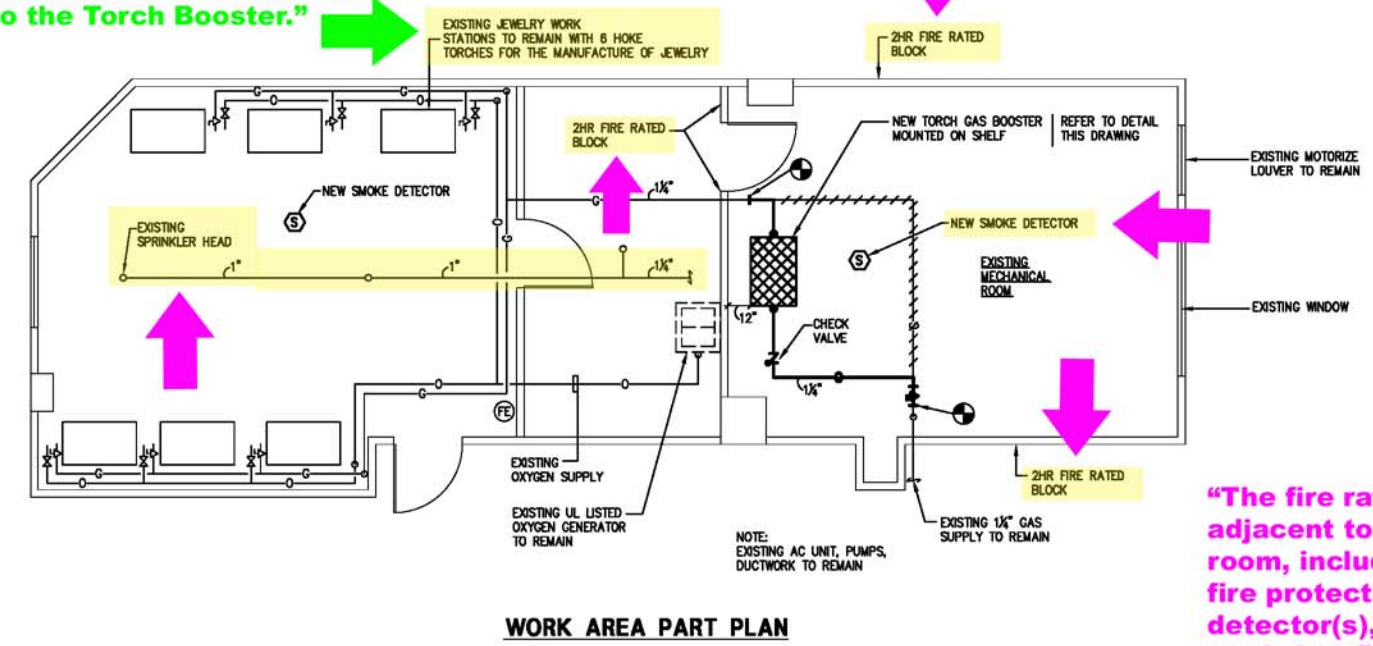 o the Torch Booster.”
EXISTING JEWELRY WORK
STATIONS TO REMAIN WITH 6 HOKE
TORCHES FOR THE MANUFACTURE OF JEWELRY
2HR FIRE RATED
BLOCK
G
G
O
O
2HR FIRE RATED
BLOCK
NEW TORCH GAS BOOSTER
MOUNTED ON SHELF
REFER TO DETAIL
THIS DRAWING
EXISTING MOTORIZE
LOUVER TO REMAIN
NEW SMOKE DETECTOR
S
G
1¼"
EXISTING
SPRINKLER HEAD
NEW SMOKE DETECTOR
S
EXISTING
MECHANICAL
ROOM
O
G
1"
1"
1¼"
12"
EXISTING WINDOW
CHECK
VALVE
O
O
O
G
1¼"
G
FE
G
G
O
O
EXISTING
OXYGEN SUPPLY
2HR FIRE RATED
BLOCK
EXISTING UL LISTED
OXYGEN GENERATOR
TO REMAIN
NOTE:
EXISTING AC UNIT, PUMPS,
DUCTWORK TO REMAIN
EXISTING 1¼" GAS
SUPPLY TO REMAIN
“The fire ra
adjacent to
room, inclu
fire protect
detector(s),
WORK AREA PART PLAN